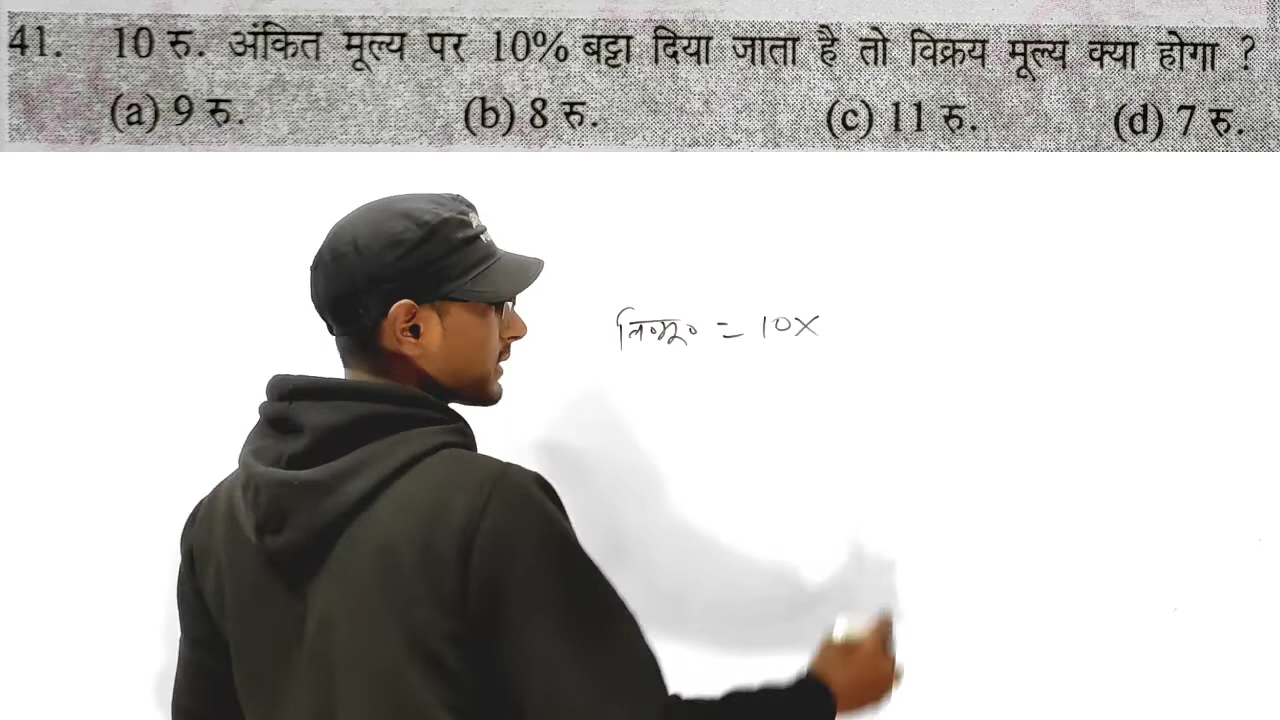 41. 10 रु. अंकित मूल्य पर 10% बट्टा दिया जाता है तो विक्रय मूल्य क्या होगा ?
(a) 9 रु. (b) 8 रु. (c) 11 रु. (d) 7 रु.
वि०मू० = 10×